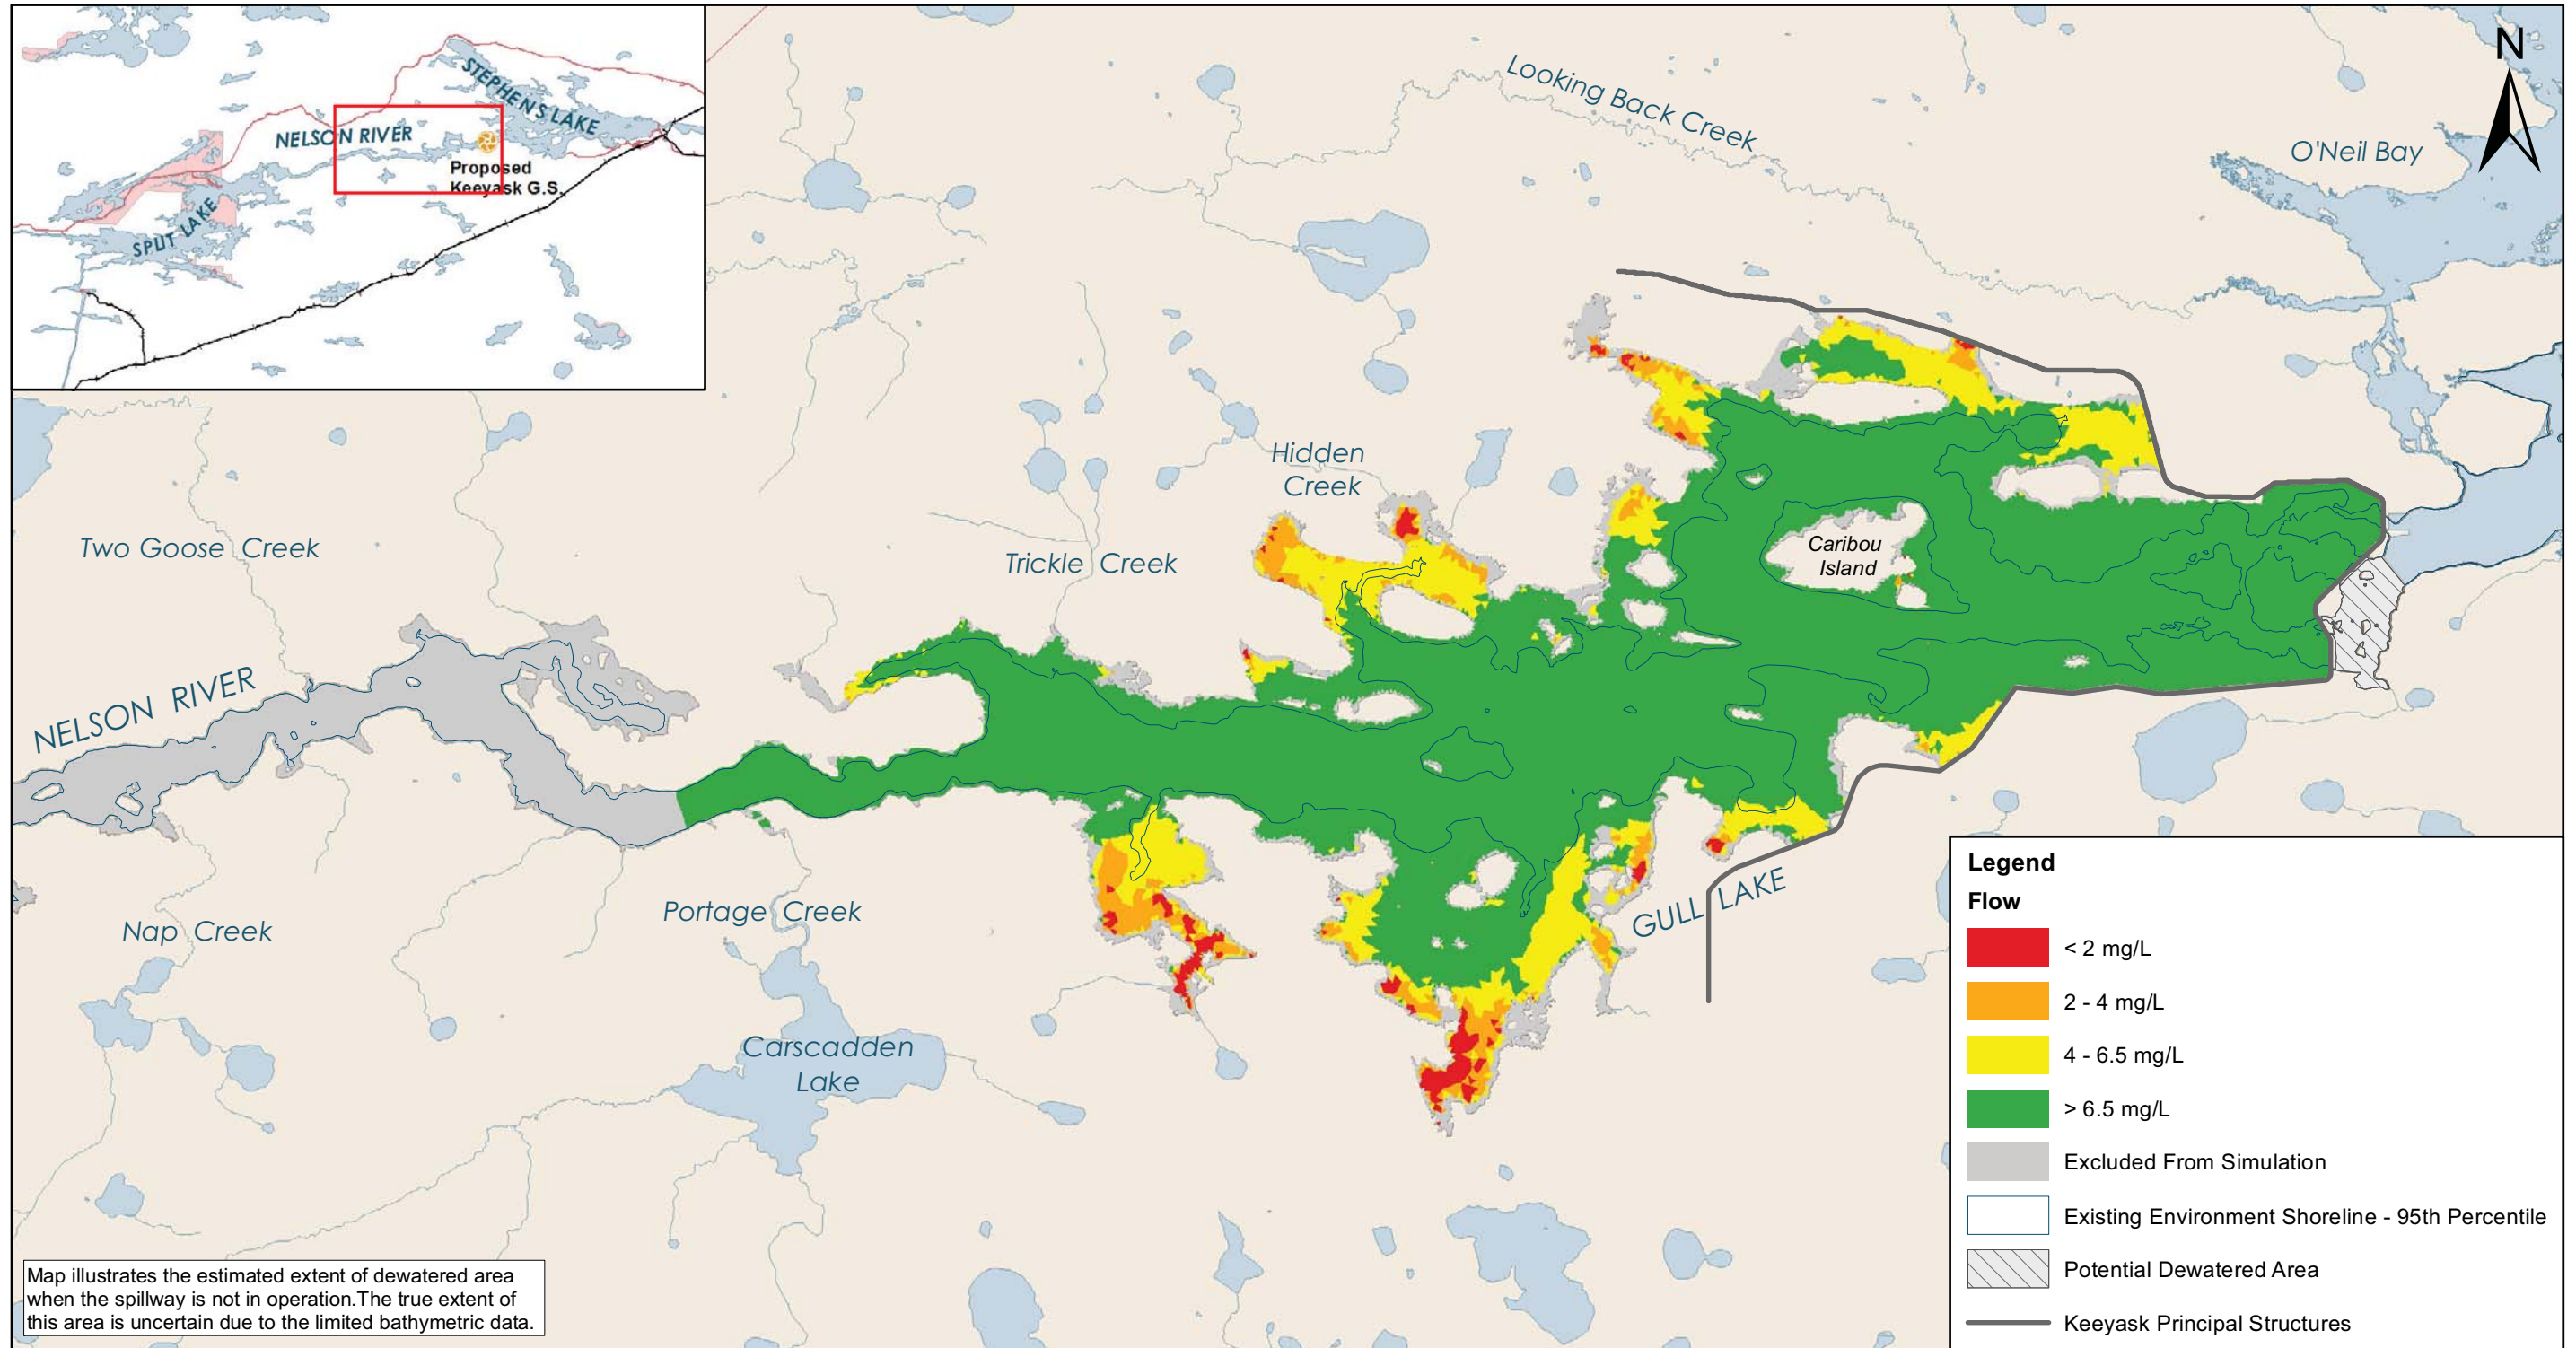 STEPHENS LAKE
NELSON RIVER
Proposed
Keeyask G.S.
SPLIT LAKE
N
Looking Back Creek
O'Neil Bay
Hidden
Creek
Two Goose Creek
Trickle Creek
Caribou
Island
NELSON RIVER
Nap Creek
Portage Creek
GULL LAKE
Carscadden
Lake
Legend
Flow
< 2 mg/L
2 - 4 mg/L
4 - 6.5 mg/L
> 6.5 mg/L
Excluded From Simulation
Existing Environment Shoreline - 95th Percentile
Potential Dewatered Area
Keeyask Principal Structures
Map illustrates the estimated extent of dewatered area
when the spillway is not in operation.The true extent of
this area is uncertain due to the limited bathymetric data.